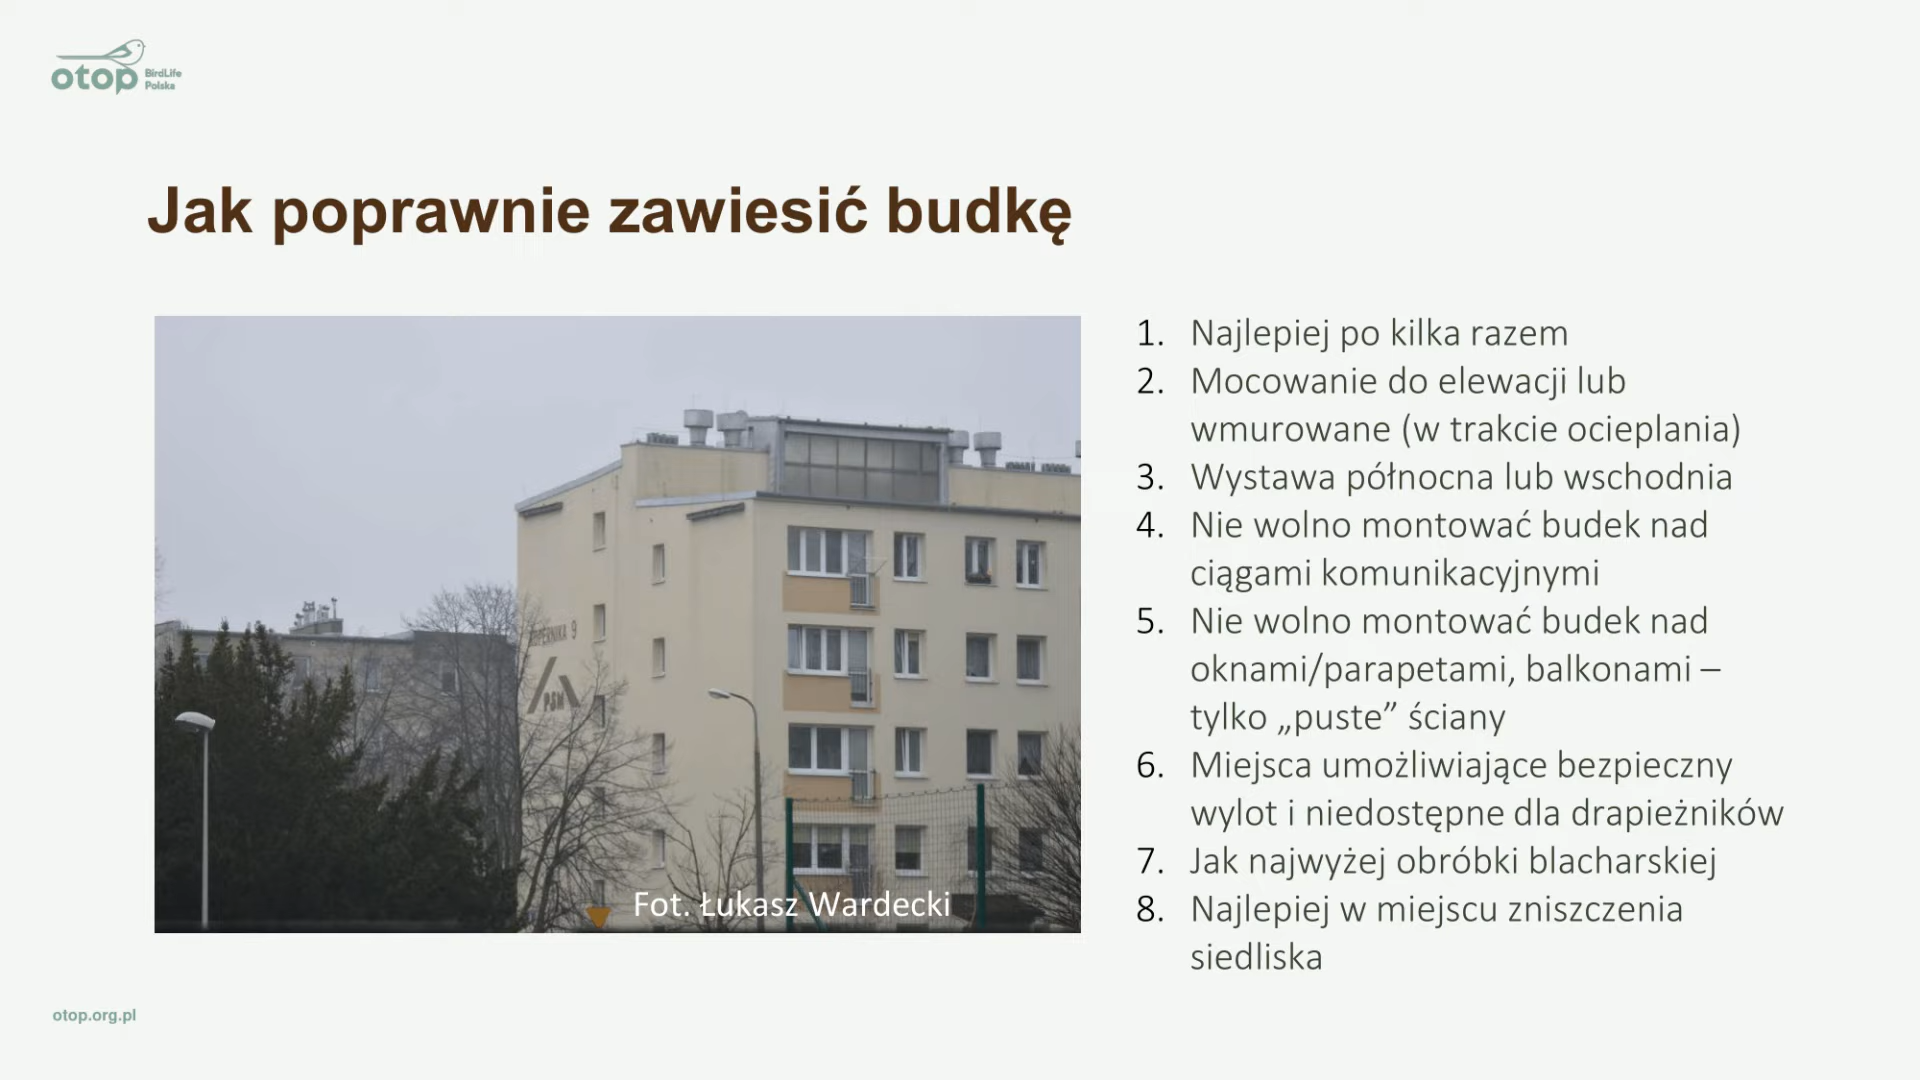 otop BirdLife
Polska
Jak poprawnie zawiesić budkę
1. Najlepiej po kilka razem
2. Mocowanie do elewacji lub
wmurowane (w trakcie ocieplania)
3. Wystawa północna lub wschodnia
4. Nie wolno montować budek nad
ciągami komunikacyjnymi
5. Nie wolno montować budek nad
oknami/parapetami, balkonami –
tylko „puste” ściany
6. Miejsca umożliwiające bezpieczny
wylot i niedostępne dla drapieżników
7. Jak najwyżej obróbki blacharskiej
8. Najlepiej w miejscu zniszczenia
siedliska
9
PSM
Fot. Łukasz Wardecki
otop.org.pl